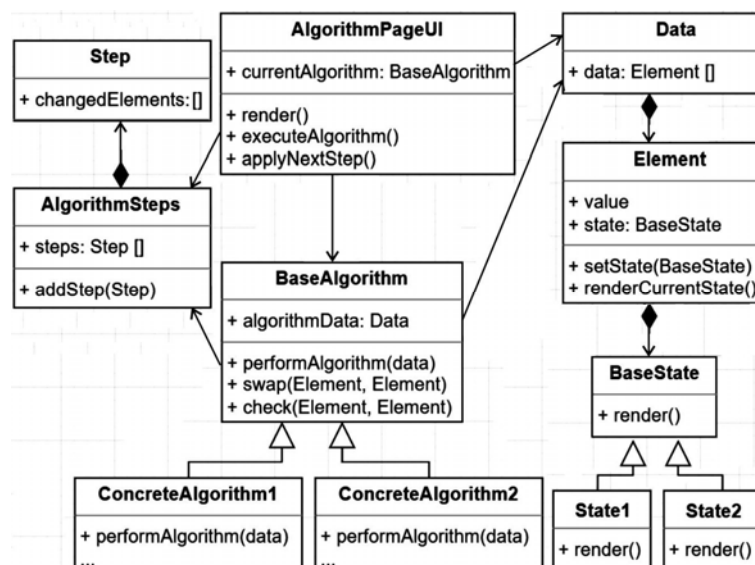 Step
+ changedElements:[]
AlgorithmPageUI
+ currentAlgorithm: BaseAlgorithm
+ render()
+ executeAlgorithm()
+ applyNextStep()
Data
+ data: Element []
AlgorithmSteps
+ steps: Step []
+ addStep(Step)
Element
+ value
+ state: BaseState
+ setState(BaseState)
+ renderCurrentState()
BaseAlgorithm
+ algorithmData: Data
+ performAlgorithm(data)
+ swap(Element, Element)
+ check(Element, Element)
BaseState
+ render()
ConcreteAlgorithm1
+ performAlgorithm(data)
...
ConcreteAlgorithm2
+ performAlgorithm(data)
...
State1
+ render()
State2
+ render()